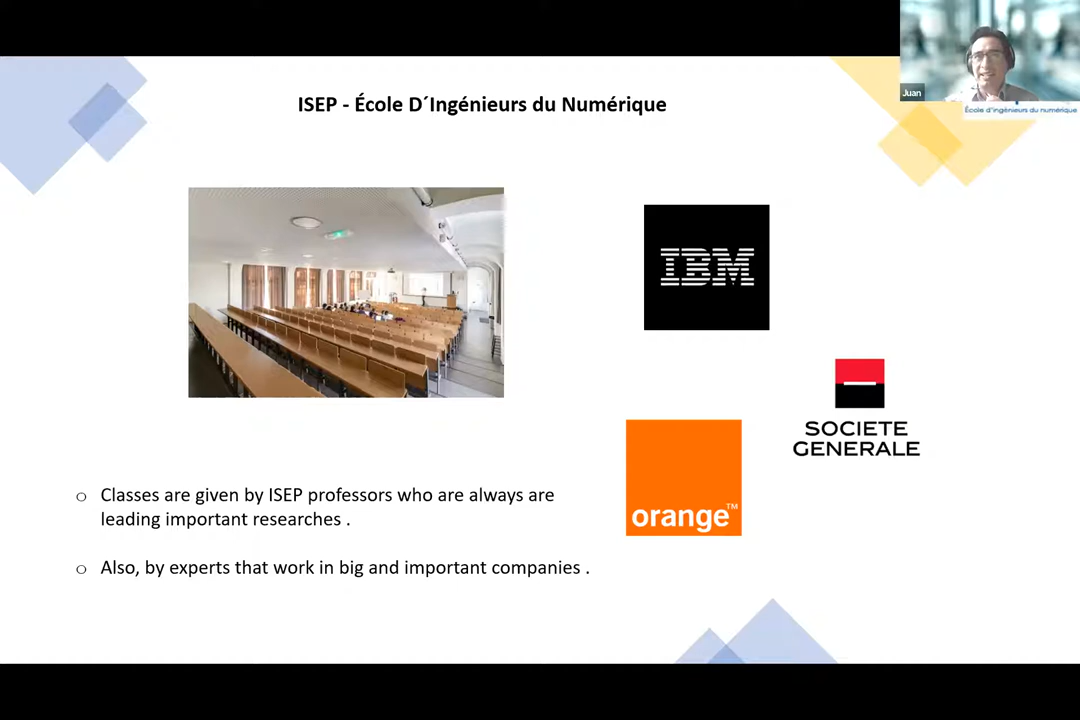 ISEP - École D´Ingénieurs du Numérique
Juan
École d'ingénieurs du numérique
IBM
SOCIETE
GENERALE
orange™
Classes are given by ISEP professors who are always are
leading important researches .
Also, by experts that work in big and important companies .